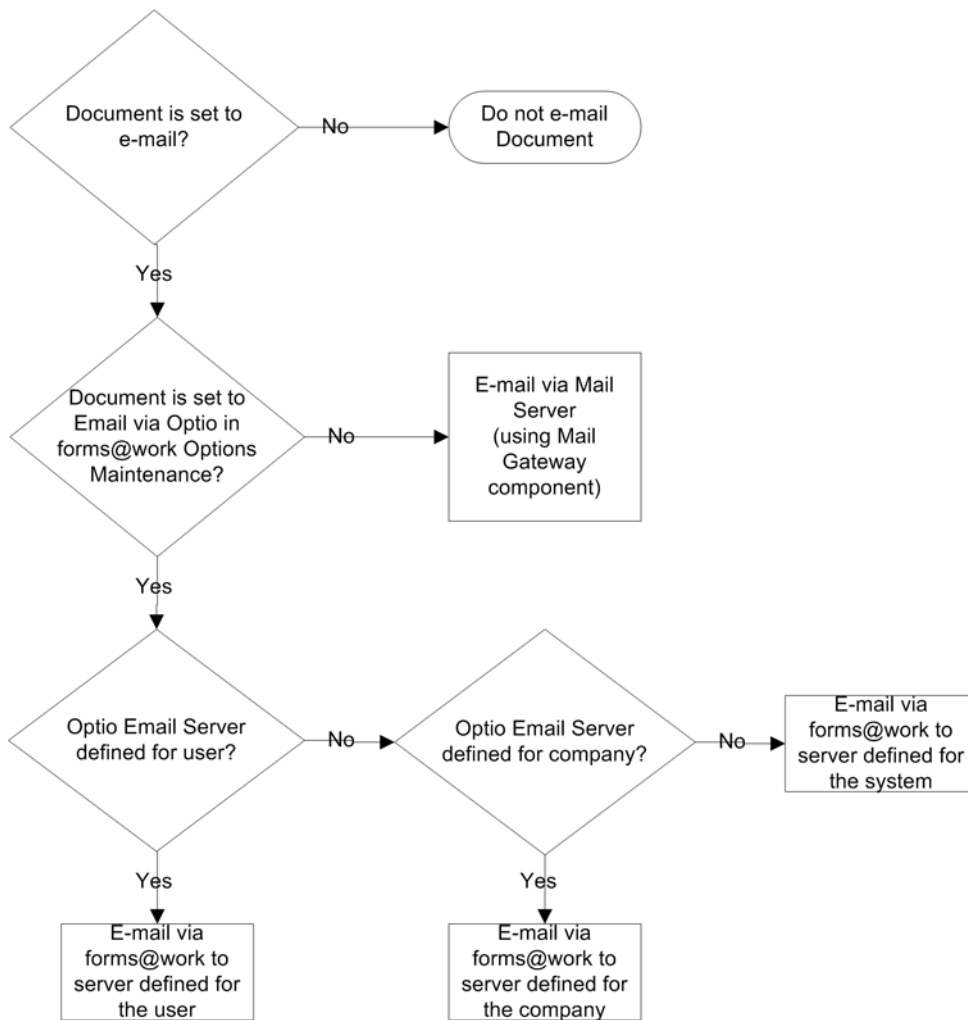 Document is set to
e-mail?
No
Do not e-mail
Document
Yes
Document is set to
Email via Optio in
forms@work Options
Maintenance?
No
E-mail via Mail
Server
(using Mail
Gateway
component)
Yes
Optio Email Server
defined for user?
No
Optio Email Server
defined for company?
No
E-mail via
forms@work to
server defined for
the system
Yes
E-mail via
forms@work to
server defined for
the user
Yes
E-mail via
forms@work to
server defined for
the company